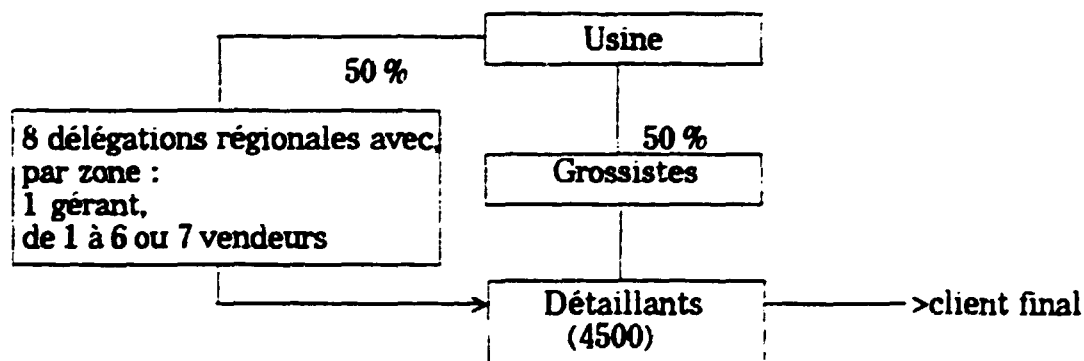 Usine
50 %
8 délégations régionales avec,
par zone :
1 gérant,
de 1 à 6 ou 7 vendeurs
50 %
Grossistes
Détaillants
(4500)
>client final